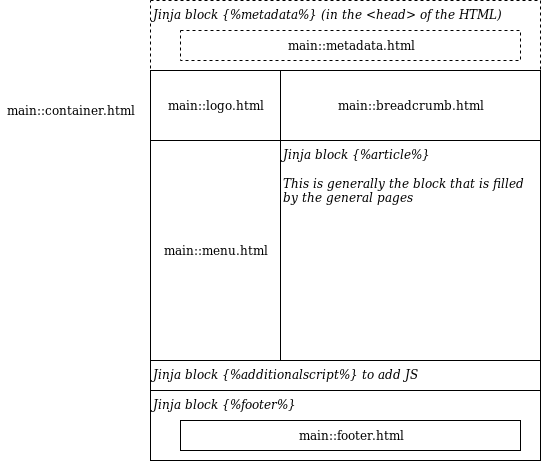 Jinja block {%metadata%} (in the <head> of the HTML)
main::metadata.html
main::container.html
main::logo.html
main::breadcrumb.html
Jinja block {%article%}
This is generally the block that is filled
by the general pages
main::menu.html
Jinja block {%additionalscript%} to add JS
Jinja block {%footer%}
main::footer.html